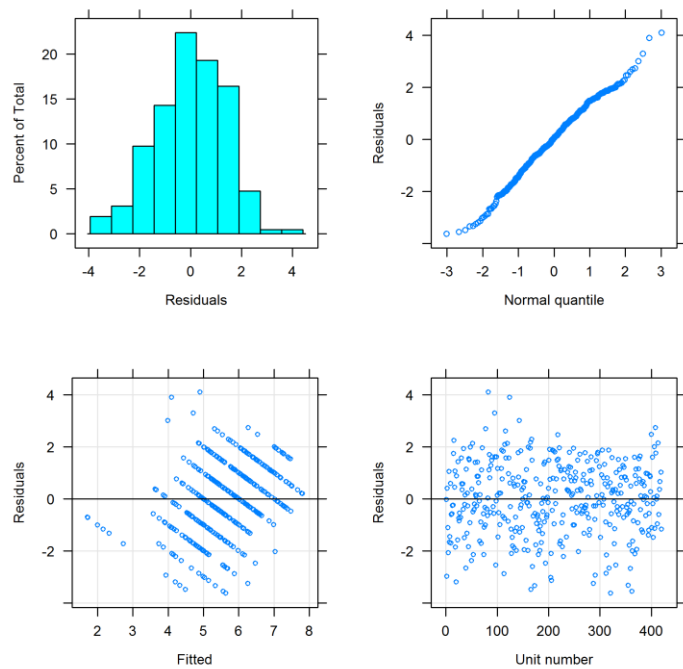 20
15
10
5
0
Percent of Total
-4 -2 0 2 4
Residuals
4
2
0
-2
Residuals
-3 -2 -1 0 1 2 3
Normal quantile
4
2
0
-2
Residuals
2 3 4 5 6 7 8
Fitted
4
2
0
-2
Residuals
0 100 200 300 400
Unit number